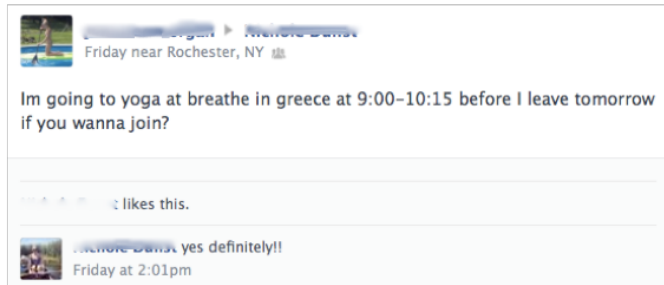 Friday near Rochester, NY
Im going to yoga at breathe in greece at 9:00-10:15 before I leave tomorrow
if you wanna join?
likes this.
yes definitely!!
Friday at 2:01pm